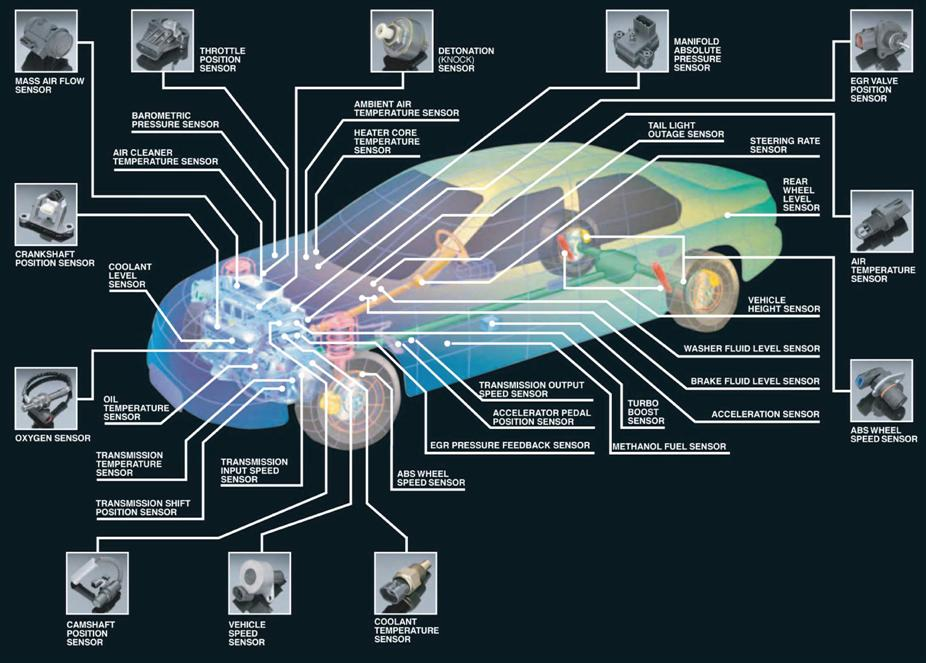 MASS AIR FLOW
SENSOR
THROTTLE
POSITION
SENSOR
DETONATION
(KNOCK)
SENSOR
MANIFOLD
ABSOLUTE
PRESSURE
SENSOR
EGR VALVE
POSITION
SENSOR
BAROMETRIC
PRESSURE SENSOR
AMBIENT AIR
TEMPERATURE SENSOR
HEATER CORE
TEMPERATURE
SENSOR
TAIL LIGHT
OUTAGE SENSOR
STEERING RATE
SENSOR
AIR CLEANER
TEMPERATURE SENSOR
REAR
WHEEL
LEVEL
SENSOR
CRANKSHAFT
POSITION SENSOR
COOLANT
LEVEL
SENSOR
AIR
TEMPERATURE
SENSOR
VEHICLE
HEIGHT SENSOR
WASHER FLUID LEVEL SENSOR
BRAKE FLUID LEVEL SENSOR
ACCELERATION SENSOR
OXYGEN SENSOR
OIL
TEMPERATURE
SENSOR
TRANSMISSION OUTPUT
SPEED SENSOR
ACCELERATOR PEDAL
POSITION SENSOR
TURBO
BOOST
SENSOR
ABS WHEEL
SPEED SENSOR
EGR PRESSURE FEEDBACK SENSOR
METHANOL FUEL SENSOR
TRANSMISSION
TEMPERATURE
SENSOR
TRANSMISSION
INPUT SPEED
SENSOR
ABS WHEEL
SPEED SENSOR
TRANSMISSION SHIFT
POSITION SENSOR
CAMSHAFT
POSITION
SENSOR
VEHICLE
SPEED
SENSOR
COOLANT
TEMPERATURE
SENSOR